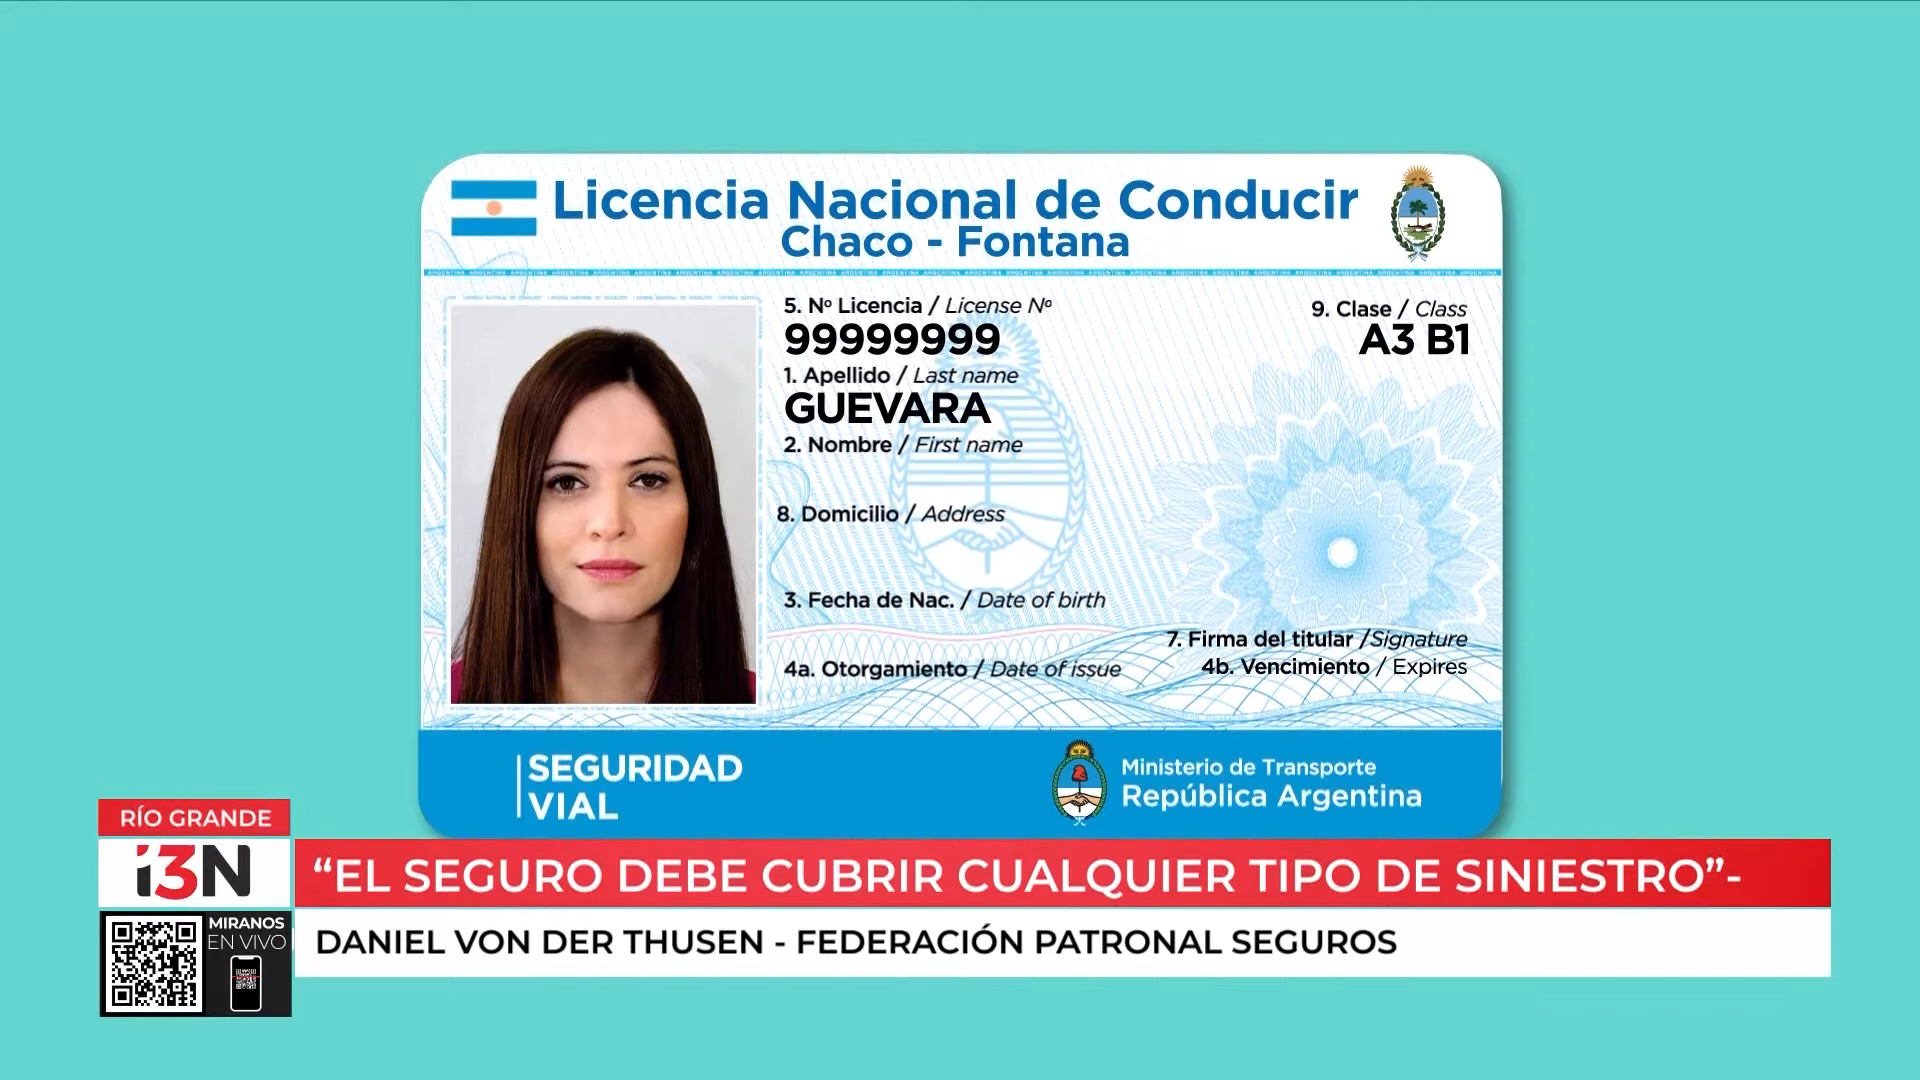 Licencia Nacional de Conducir
Chaco - Fontana
5. Nº Licencia / License Nº
99999999
9. Clase / Class
A3 B1
1. Apellido / Last name
GUEVARA
2. Nombre / First name
8. Domicilio / Address
3. Fecha de Nac. / Date of birth
7. Firma del titular /Signature
4a. Otorgamiento / Date of issue
4b. Vencimiento / Expires
SEGURIDAD
VIAL
Ministerio de Transporte
República Argentina
RÍO GRANDE
i3N
“EL SEGURO DEBE CUBRIR CUALQUIER TIPO DE SINIESTRO”-
MIRANOS
EN VIVO
DANIEL VON DER THUSEN - FEDERACIÓN PATRONAL SEGUROS